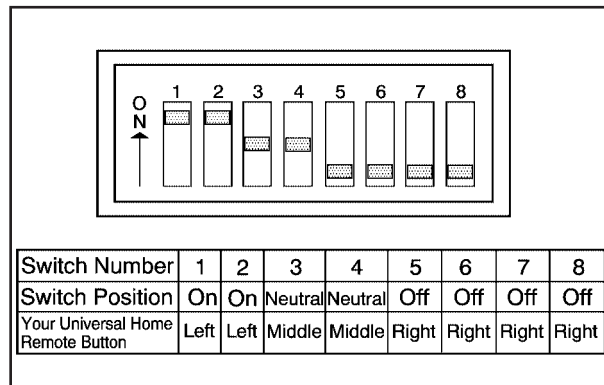 1 2 3 4 5 6 7 8
ON
Switch Number 1 2 3 4 5 6 7 8
Switch Position On On Neutral Neutral Off Off Off Off
Your Universal Home
Remote Button Left Left Middle Middle Right Right Right Right